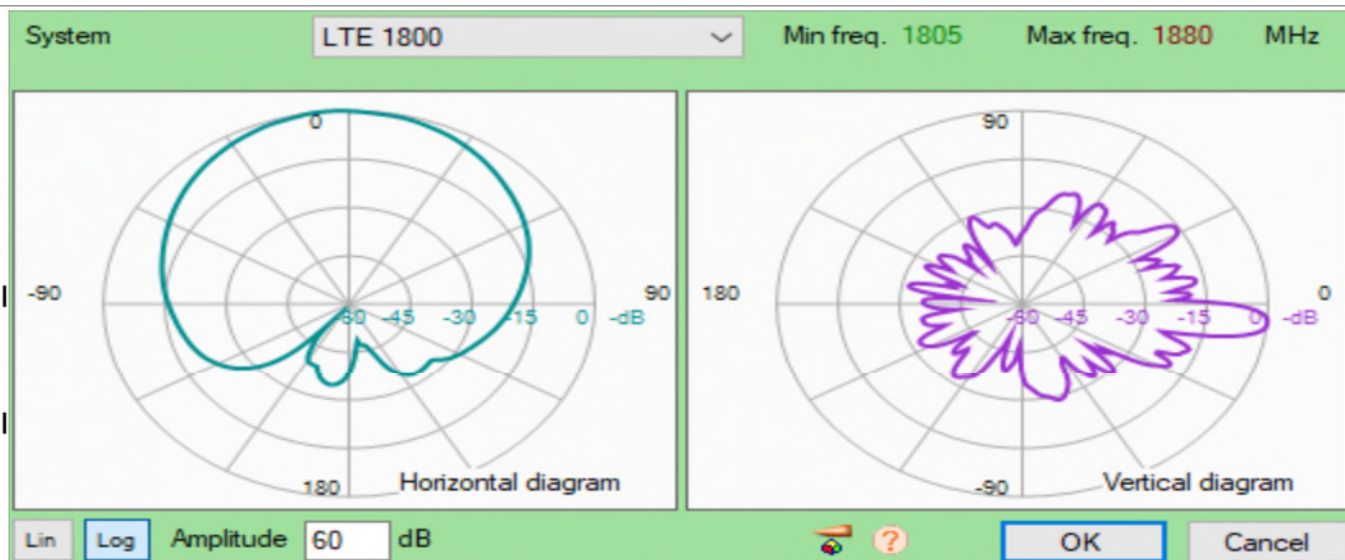 System LTE 1800 Min freq. 1805 Max freq. 1880 MHz
0
-90 90
-60 -45 -30 -15 0 -dB
180 Horizontal diagram
90
180 0
-60 -45 -30 -15 0 -dB
-90 Vertical diagram
Lin Log Amplitude 60 dB OK Cancel